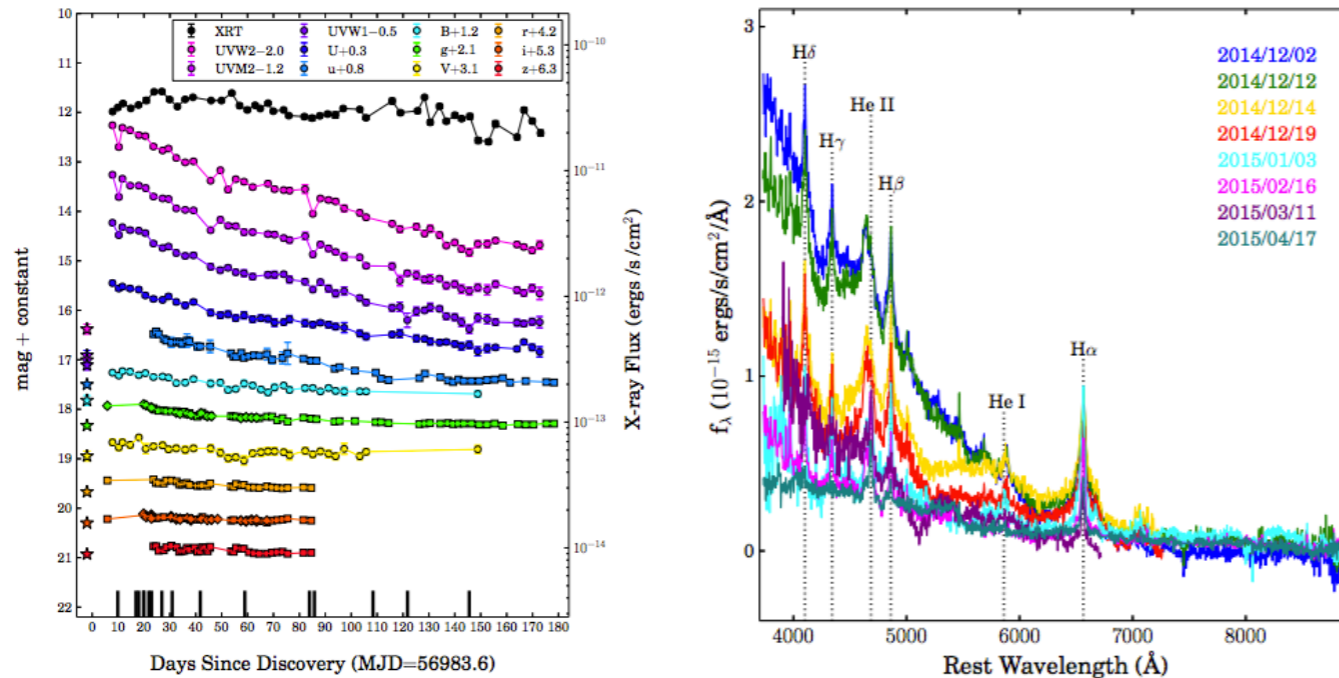 XRT
UVW2−2.0
UVM2−1.2
UVW1−0.5
U+0.3
u+0.8
B+1.2
g+2.1
V+3.1
r+4.2
i+5.3
z+6.3
10
11
12
13
14
15
16
17
18
19
20
21
22
mag + constant
10⁻¹⁰
10⁻¹¹
10⁻¹²
10⁻¹³
10⁻¹⁴
X-ray Flux (ergs /s /cm²)
0 10 20 30 40 50 60 70 80 90 100 110 120 130 140 150 160 170 180
Days Since Discovery (MJD=56983.6)
3
2
1
0
f_λ (10⁻¹⁵ ergs/s/cm²/Å)
Hδ
Hγ
He II
Hβ
He I
Hα
2014/12/02
2014/12/12
2014/12/14
2014/12/19
2015/01/03
2015/02/16
2015/03/11
2015/04/17
4000 5000 6000 7000 8000
Rest Wavelength (Å)